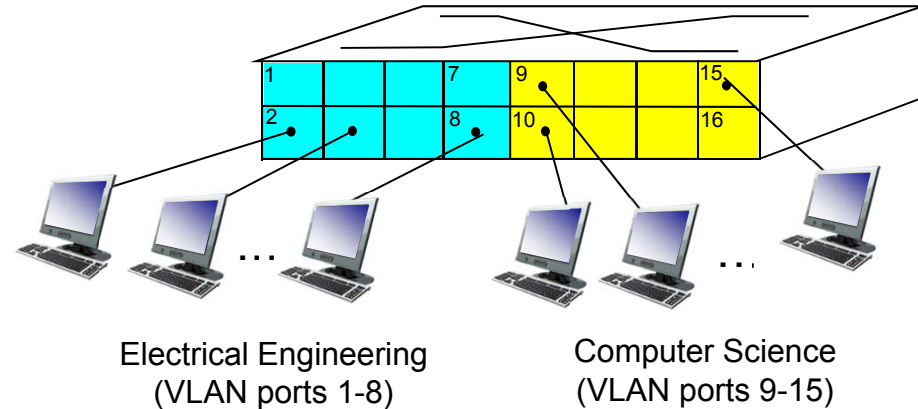 1 7 9 15
2 8 10 16
... ...
Electrical Engineering
(VLAN ports 1-8)
Computer Science
(VLAN ports 9-15)